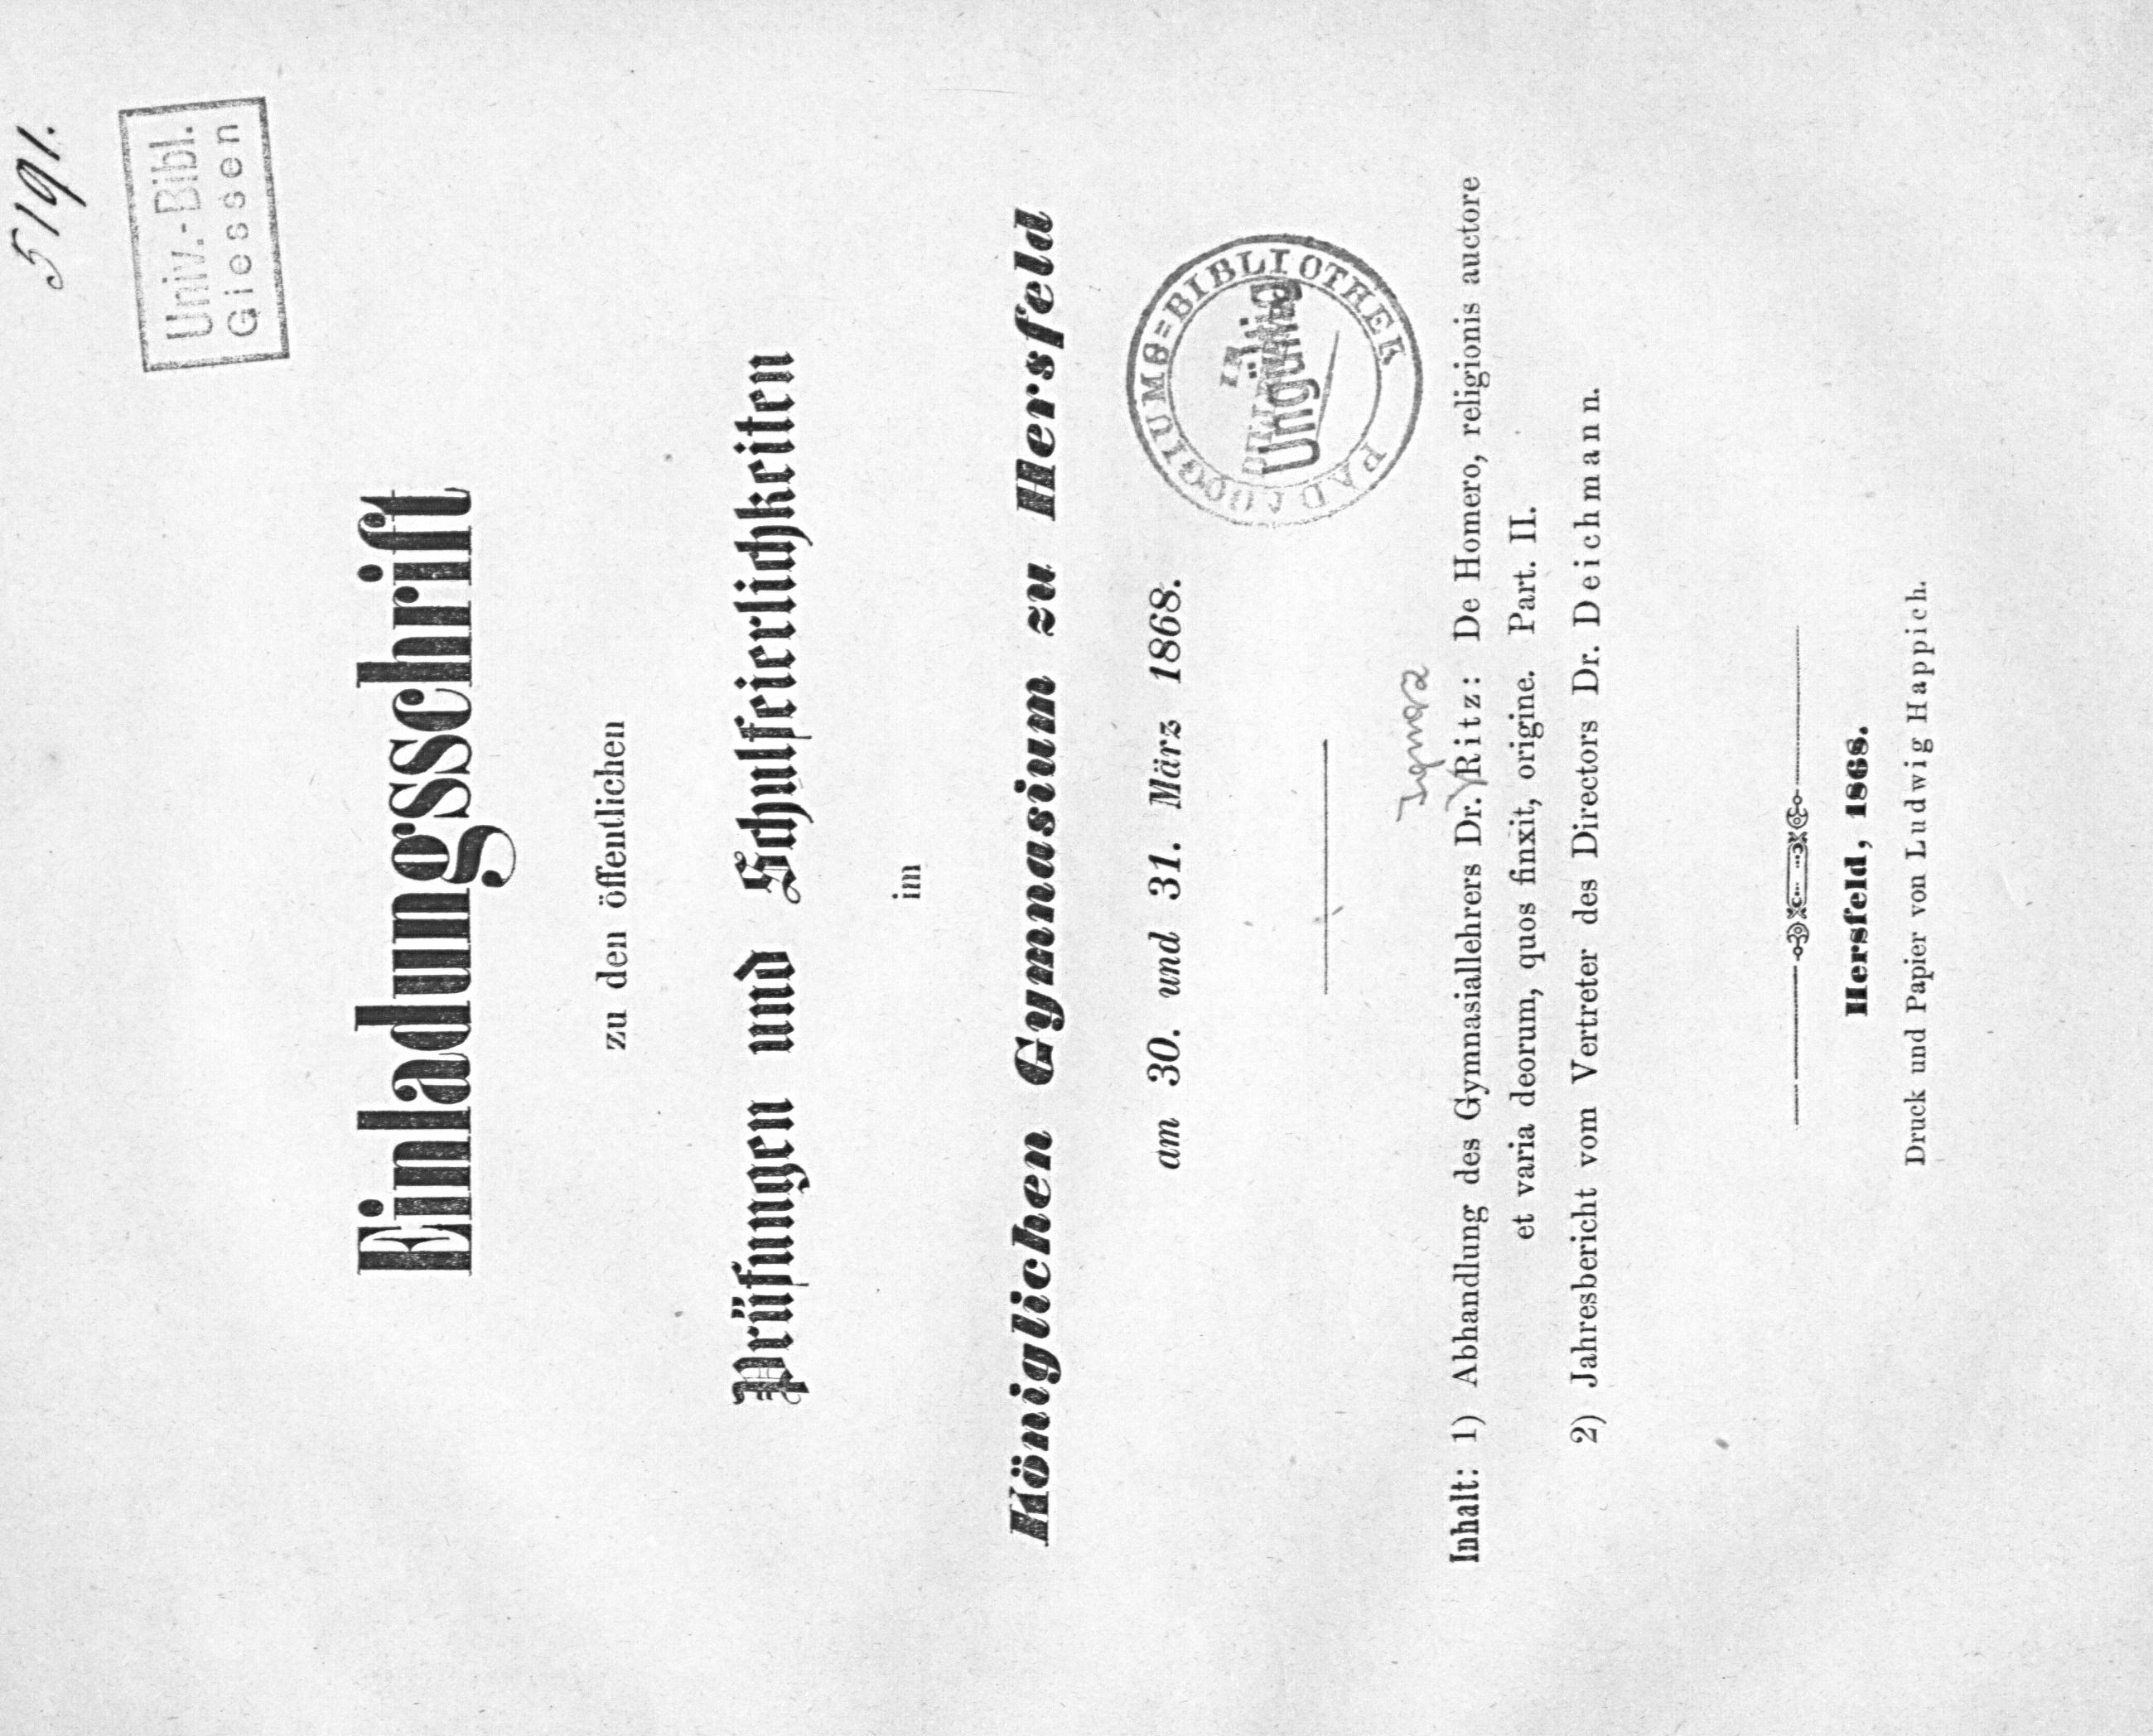 5191.
Univ.-Bibl.
Giessen
Einladungsschrift
zu den öffentlichen
Prüfungen und Schulfeierlichkeiten
im
Königlichen Gymnasium zu Hersfeld
am 30. und 31. März 1868.
BIBLIOTHEK
IN
Ungültig
Inhalt: 1) Abhandlung des Gymnasiallehrers Dr. Ritz: De Homero, religionis auctore
et varia deorum, quos finxit, origine. Part. II.
2) Jahresbericht vom Vertreter des Directors Dr. Deichmann.
Hersfeld, 1868.
Druck und Papier von Ludwig Happich.